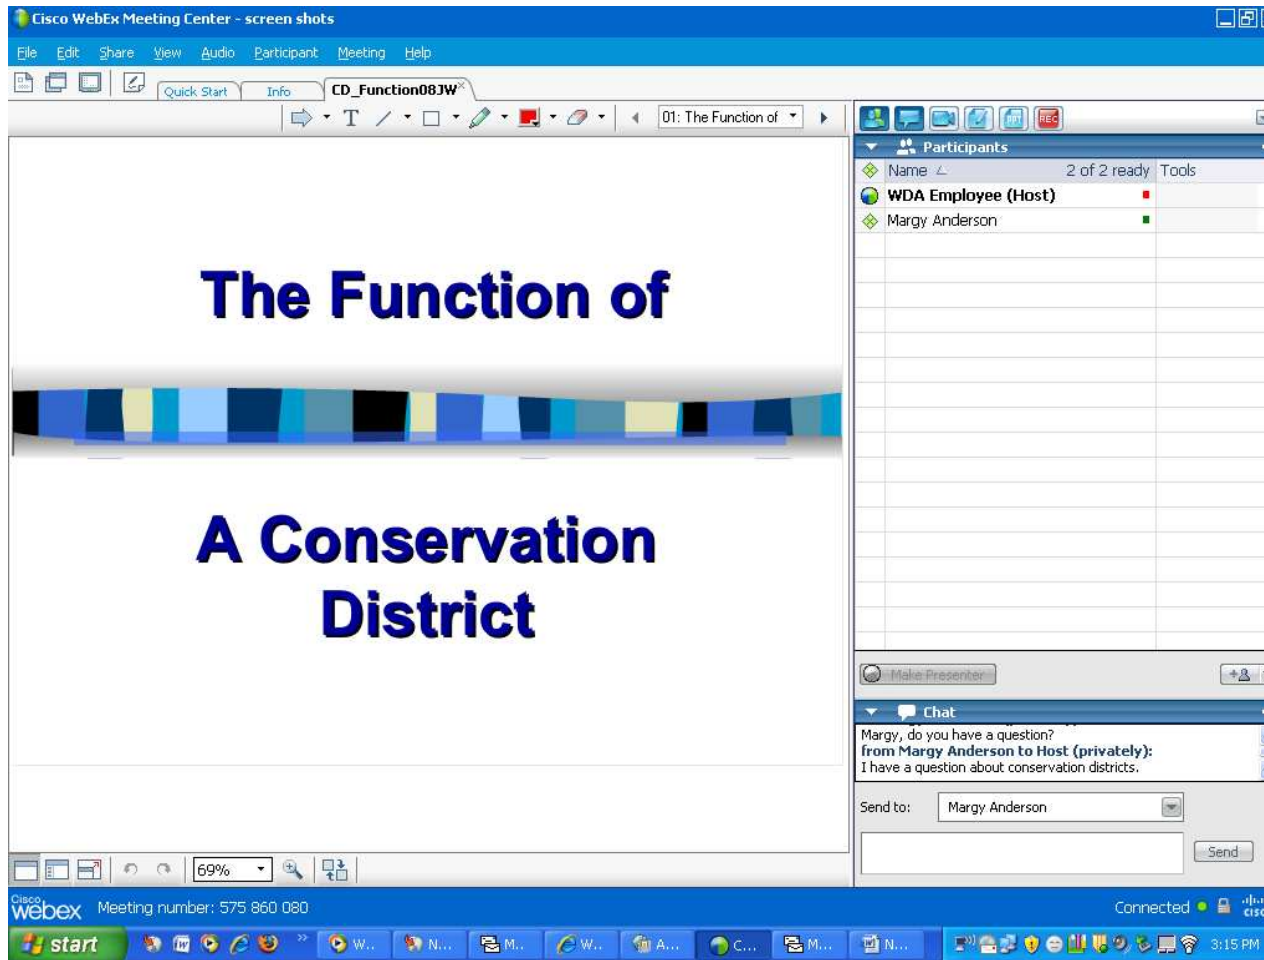 Cisco WebEx Meeting Center - screen shots
File Edit Share View Audio Participant Meeting Help
Quick Start Info CD_Function08JW
T 01: The Function of
REC
Participants
Name 2 of 2 ready Tools
WDA Employee (Host)
Margy Anderson
The Function of
A Conservation
District
Make Presenter
Chat
Margy, do you have a question?
from Margy Anderson to Host (privately):
I have a question about conservation districts.
Send to: Margy Anderson
Send
69%
Cisco
webex Meeting number: 575 860 080 Connected
start W... N... M... W... A... C... M... N... 3:15 PM